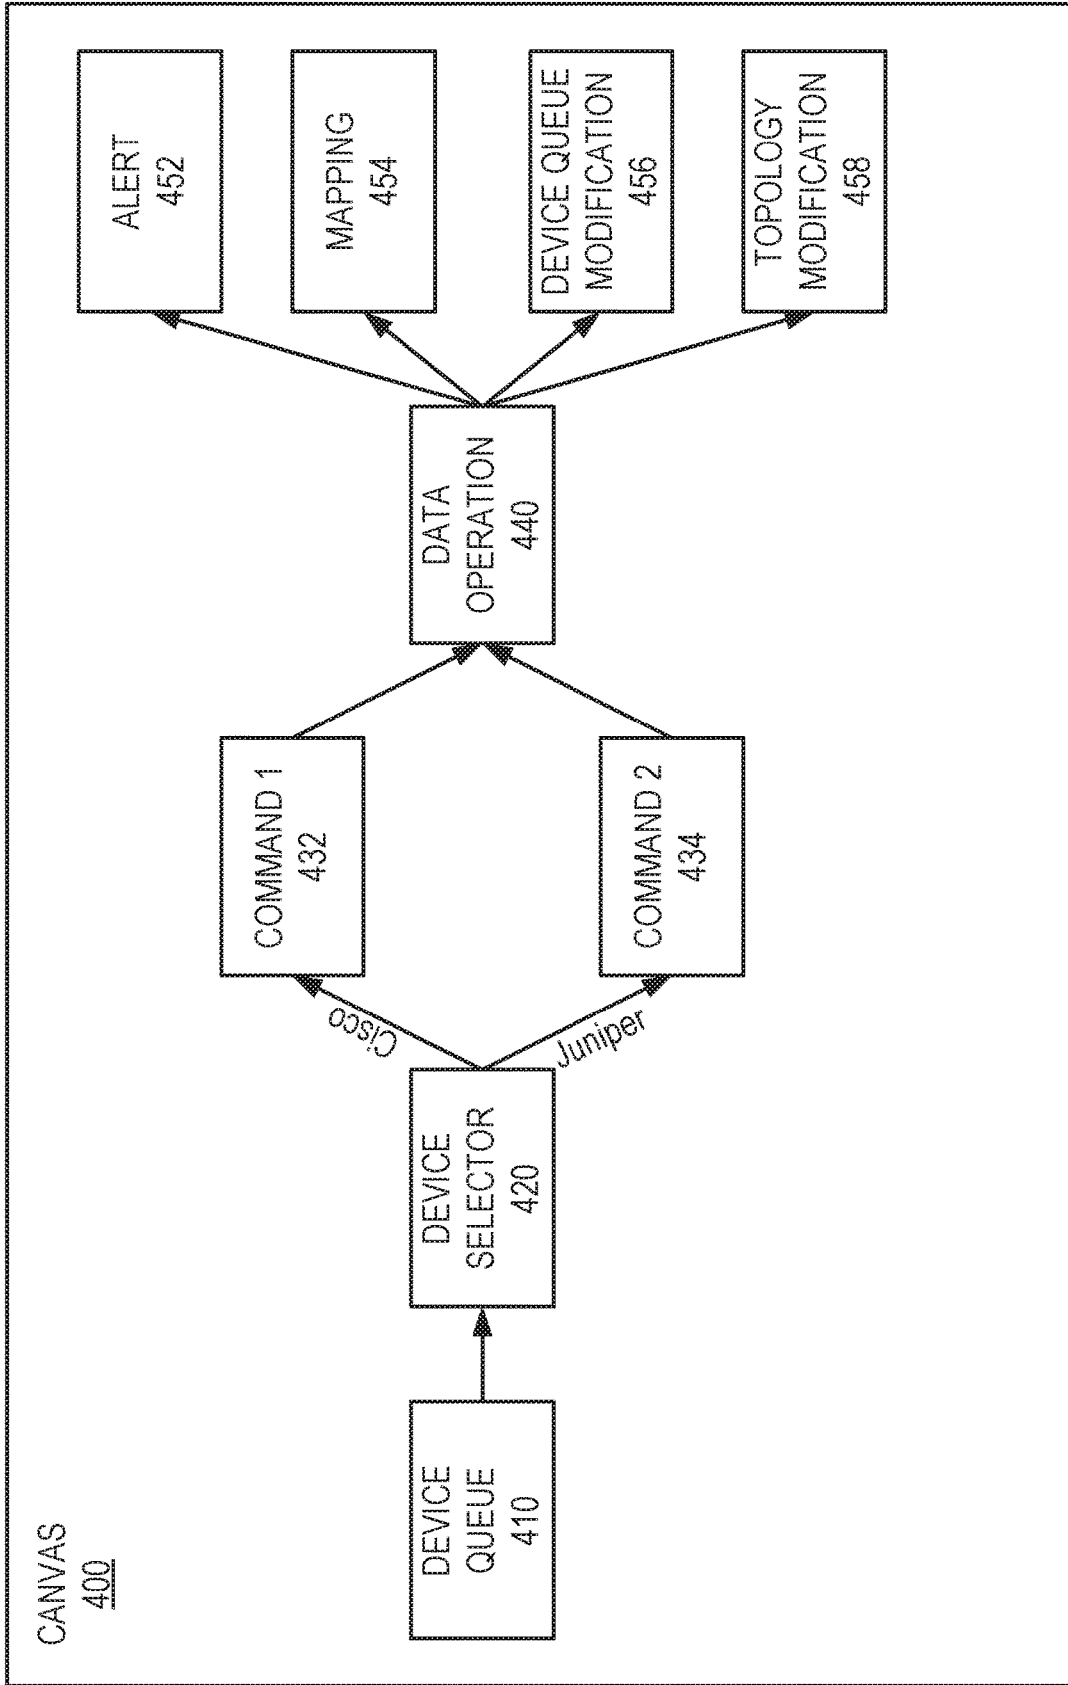 CANVAS
400
DEVICE
QUEUE
410
DEVICE
SELECTOR
420
Cisco
Juniper
COMMAND 1
432
COMMAND 2
434
DATA
OPERATION
440
ALERT
452
MAPPING
454
DEVICE QUEUE
MODIFICATION
456
TOPOLOGY
MODIFICATION
458